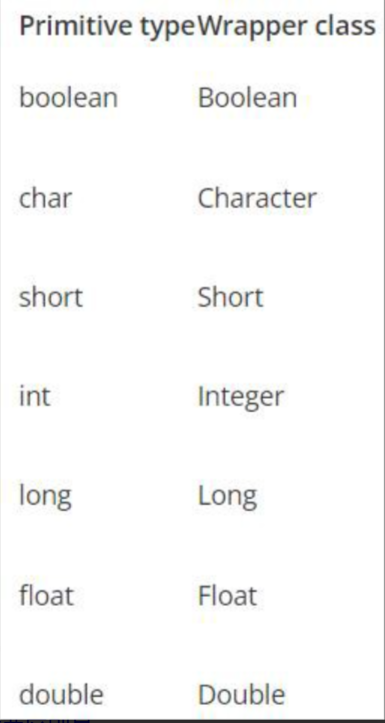 Primitive type Wrapper class
boolean Boolean
char Character
short Short
int Integer
long Long
float Float
double Double